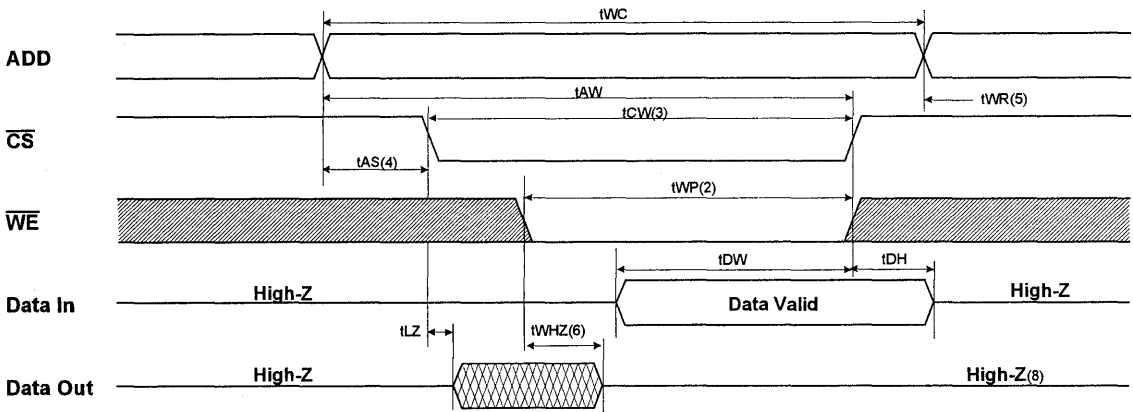 tWC
ADD
tAW
tWR(5)
tCW(3)
CS
tAS(4)
tWP(2)
WE
tDW
tDH
Data In
High-Z
Data Valid
High-Z
tLZ
tWHZ(6)
Data Out
High-Z
High-Z(8)